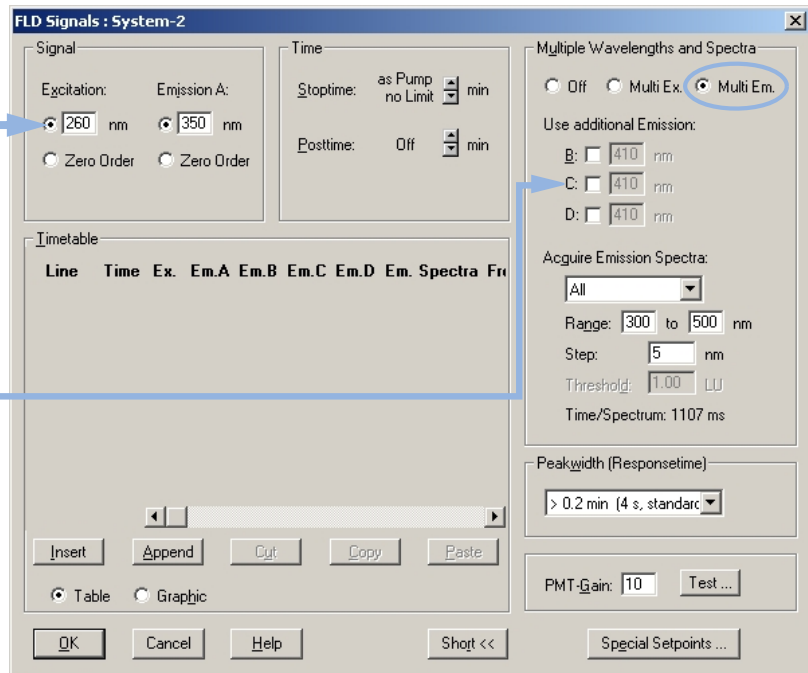 FLD Signals : System-2
Signal
Excitation:
Emission A:
260 nm
350 nm
Zero Order
Zero Order
Time
Stoptime:
as Pump
no Limit
min
Posttime:
Off
min
Multiple Wavelengths and Spectra
Off
Multi Ex.
Multi Em.
Use additional Emission:
B: 410 nm
C: 410 nm
D: 410 nm
Acquire Emission Spectra:
All
Range: 300 to 500 nm
Step: 5 nm
Threshold: 1.00 LU
Time/Spectrum: 1107 ms
Timetable
Line Time Ex. Em.A Em.B Em.C Em.D Em. Spectra Fr
Insert
Append
Cut
Copy
Paste
Table
Graphic
Peakwidth (Responsetime)
> 0.2 min (4 s, standard
PMT-Gain: 10
Test ...
OK
Cancel
Help
Short <<
Special Setpoints ...